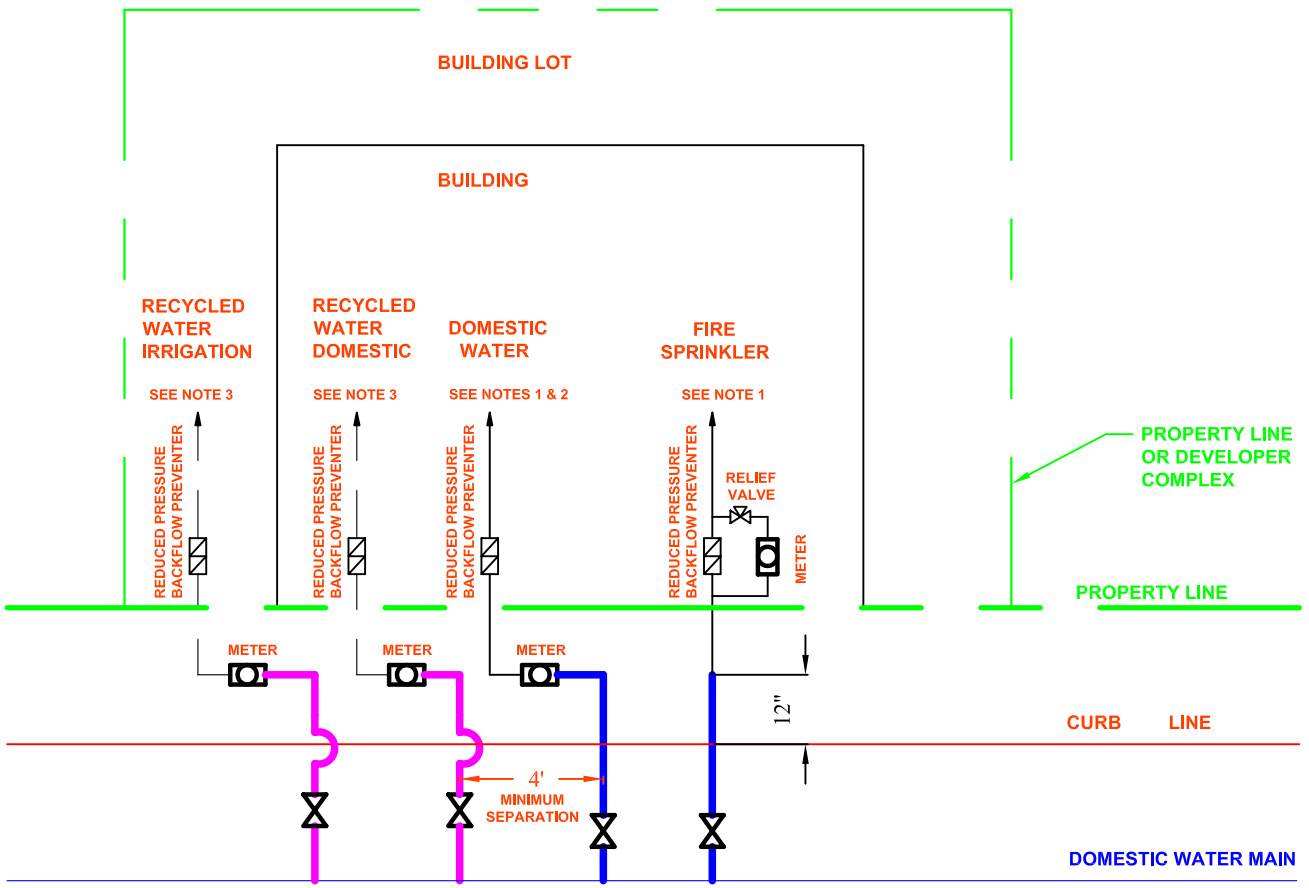 BUILDING LOT
BUILDING
RECYCLED
WATER
IRRIGATION
SEE NOTE 3
REDUCED PRESSURE
BACKFLOW PREVENTER
RECYCLED
WATER
DOMESTIC
SEE NOTE 3
REDUCED PRESSURE
BACKFLOW PREVENTER
DOMESTIC
WATER
SEE NOTES 1 & 2
REDUCED PRESSURE
BACKFLOW PREVENTER
FIRE
SPRINKLER
SEE NOTE 1
REDUCED PRESSURE
BACKFLOW PREVENTER
RELIEF
VALVE
METER
PROPERTY LINE
OR DEVELOPER
COMPLEX
PROPERTY LINE
METER
METER
METER
12"
CURB LINE
4'
MINIMUM
SEPARATION
DOMESTIC WATER MAIN